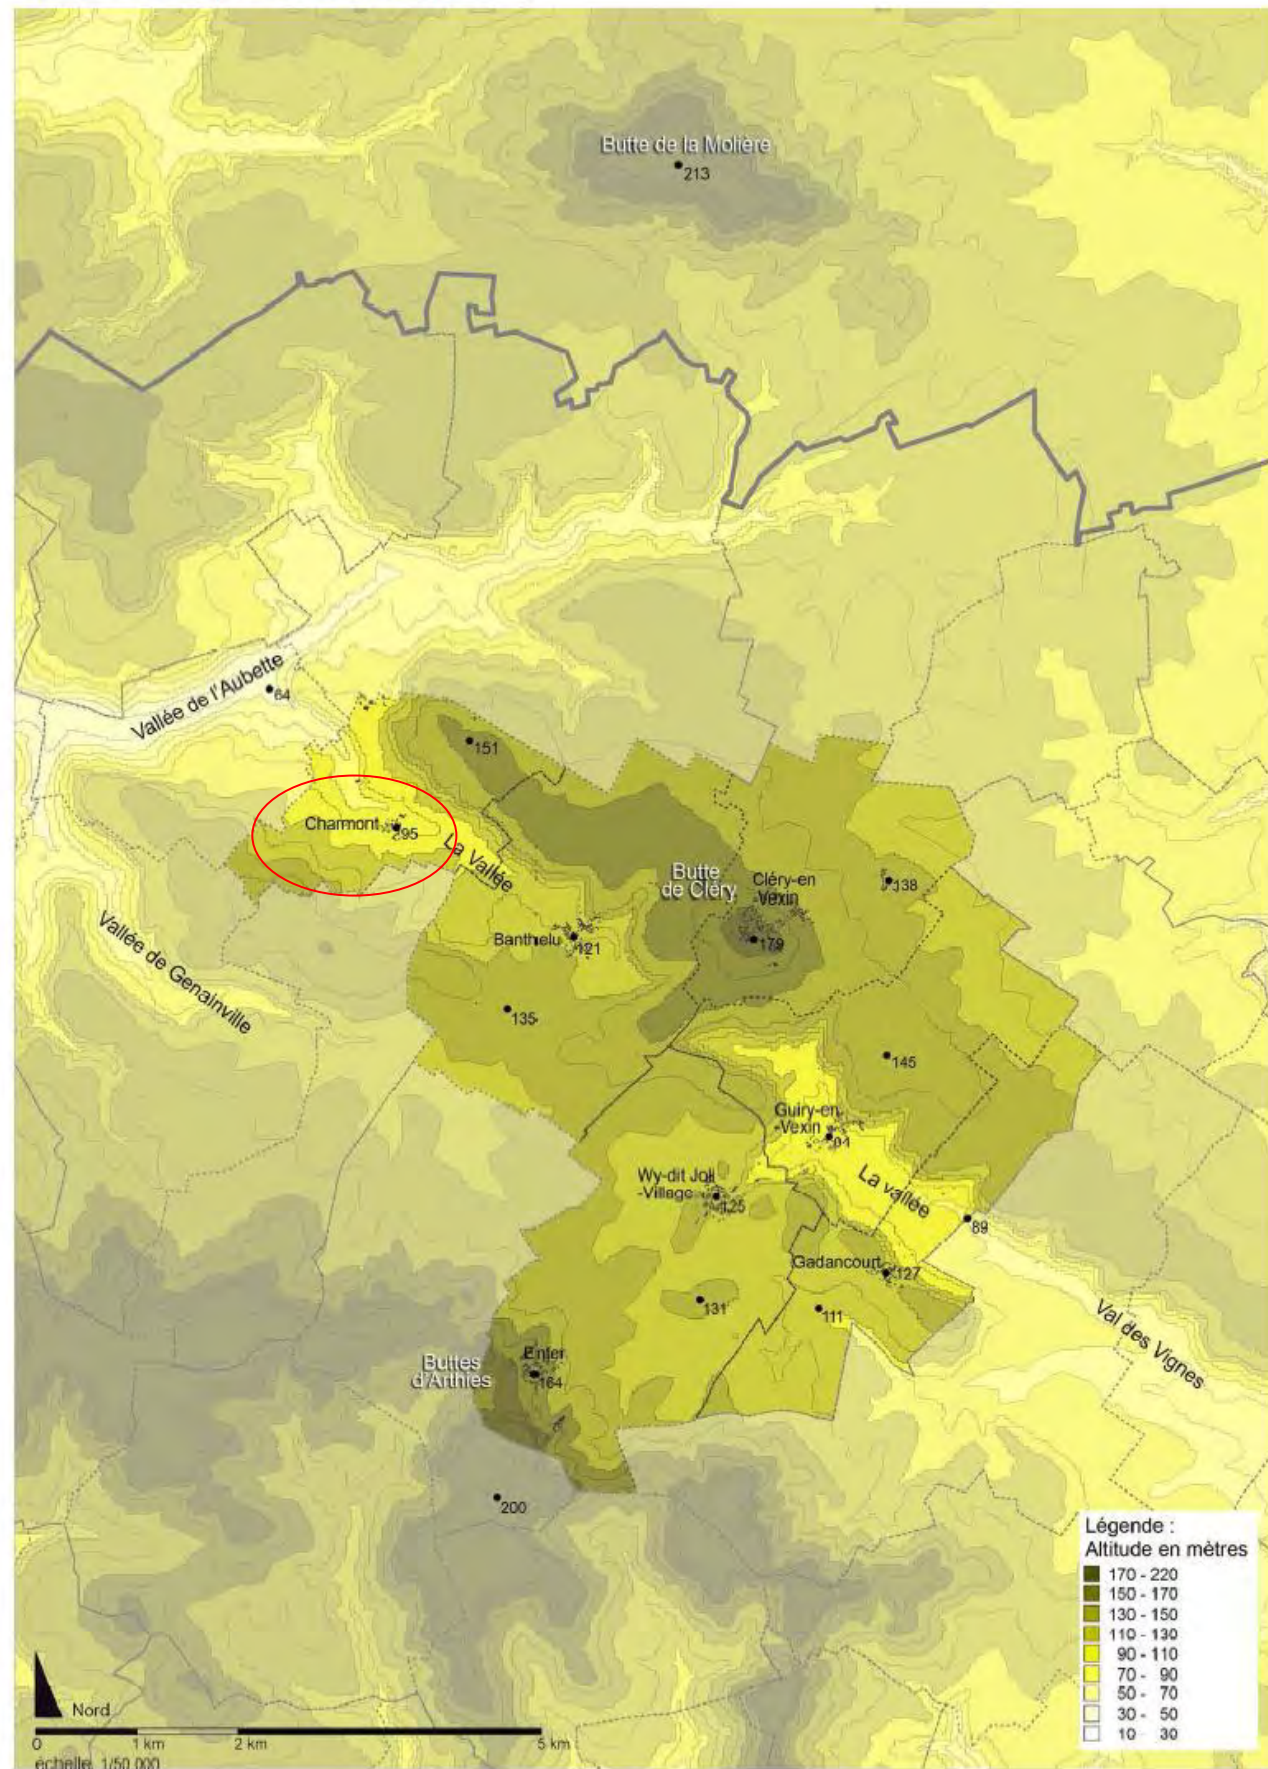 Butte de la Molière
213
Vallée de l'Aubette
64
151
Charmont
95
La Vallée
Butte
de Cléry
Cléry-en
-Vexin
138
179
Banthelu
121
Vallée de Genainville
135
145
Guiry-en
-Vexin
91
Wy-dit Joli
-Village
125
La vallée
89
Gadancourt
127
131
111
Val des Vignes
Buttes
d'Arthies
Enfer
164
200
Légende :
Altitude en mètres
170 - 220
150 - 170
130 - 150
110 - 130
90 - 110
70 - 90
50 - 70
30 - 50
10 30
Nord
0 1 km 2 km 5 km
échelle 1/50 000